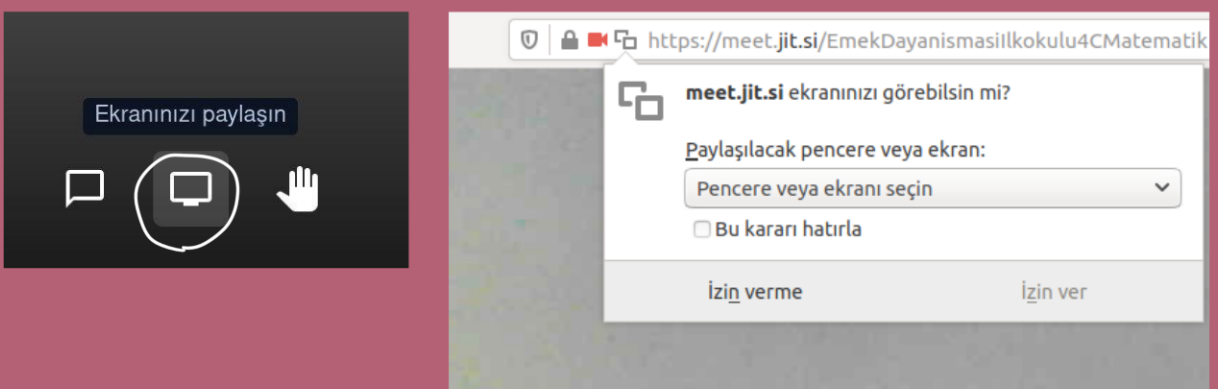 Ekranınızı paylaşın
https://meet.jit.si/EmekDayanismasiIlkokulu4CMatematik
meet.jit.si ekranınızı görebilsin mi?
Paylaşılacak pencere veya ekran:
Pencere veya ekranı seçin
Bu kararı hatırla
İzin verme
İzin ver